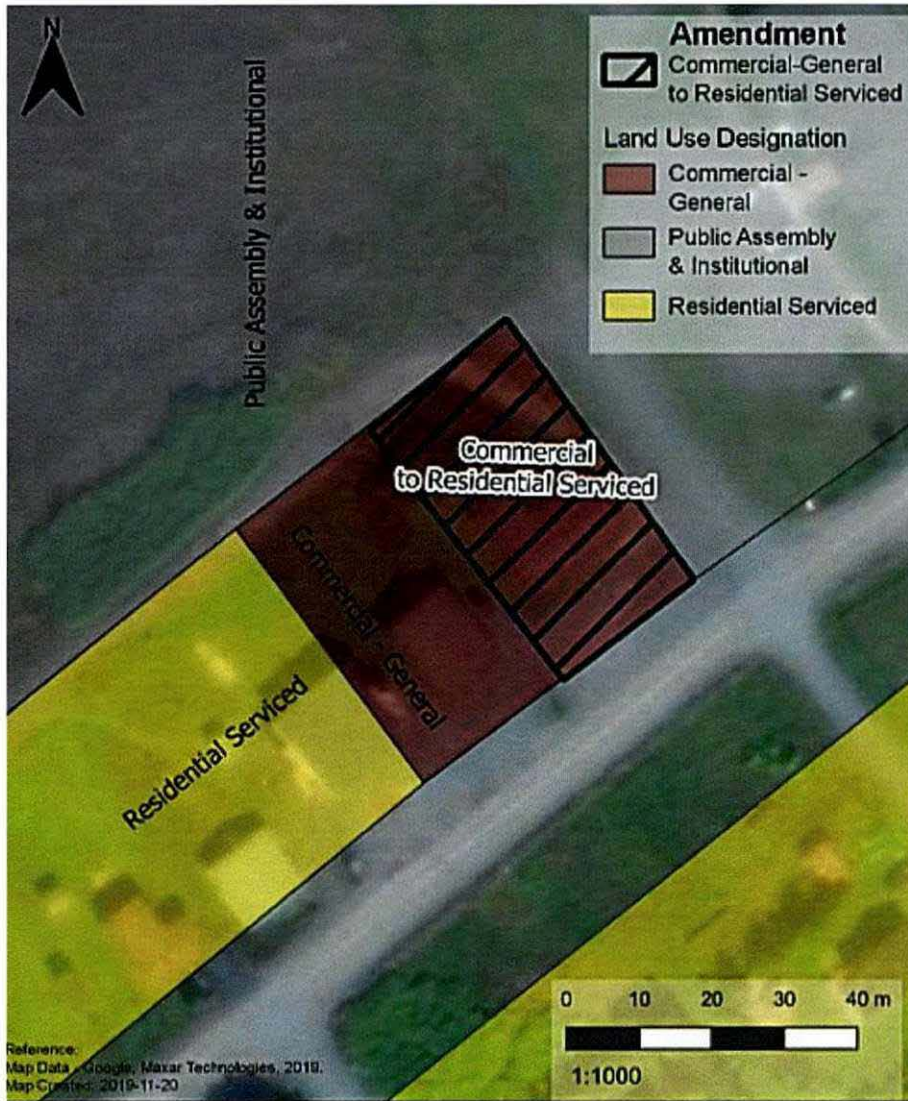 N
Amendment
Commercial-General
to Residential Serviced
Land Use Designation
Commercial -
General
Public Assembly
& Institutional
Residential Serviced
Public Assembly & Institutional
Commercial
to Residential Serviced
Commercial - General
Residential Serviced
0 10 20 30 40 m
1:1000
Reference:
Map Data - Google, Maxar Technologies, 2019.
Map Created: 2019-11-20